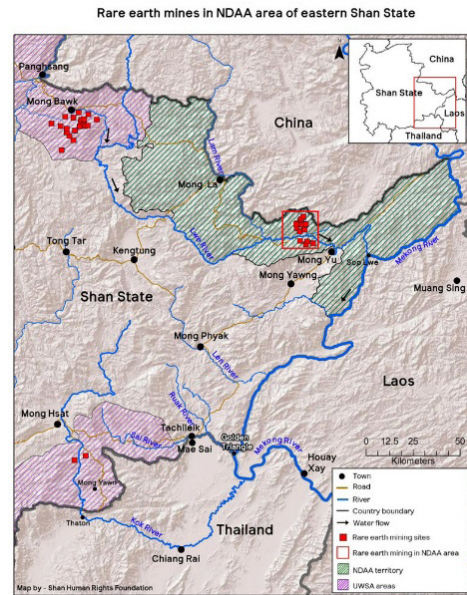 Rare earth mines in NDAA area of eastern Shan State
Panghsang
Mong Bawk
China
Shan State
Laos
Thailand
China
Lam River
Mong La
Lwe River
Tong Tar
Kengtung
Mong Yu
Sop Lwe
Mekong River
Mong Yawng
Muang Sing
Shan State
Mong Phyak
Len River
Laos
Mong Hsat
Ruak River
Tachileik
Sai River
Mae Sai
Golden
Triangle
Mekong River
Houay
Xay
Mong Yawn
Thaton
Kok River
Thailand
Chiang Rai
0 12.5 25 50
Kilometers
Town
Road
River
Country boundary
Water flow
Rare earth mining sites
Rare earth mining in NDAA area
NDAA territory
UWSA areas
Map by - Shan Human Rights Foundation